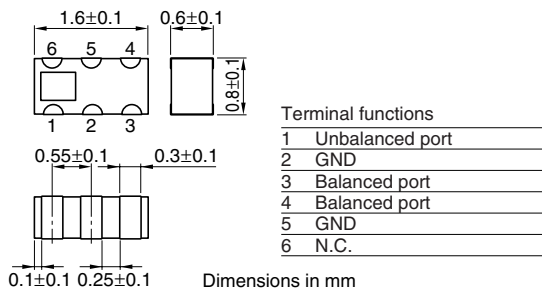 1.6±0.1
0.6±0.1
6 5 4
0.8±0.1
1 2 3
0.55±0.1
0.3±0.1
0.1±0.1
0.25±0.1
Dimensions in mm
Terminal functions
1 Unbalanced port
2 GND
3 Balanced port
4 Balanced port
5 GND
6 N.C.